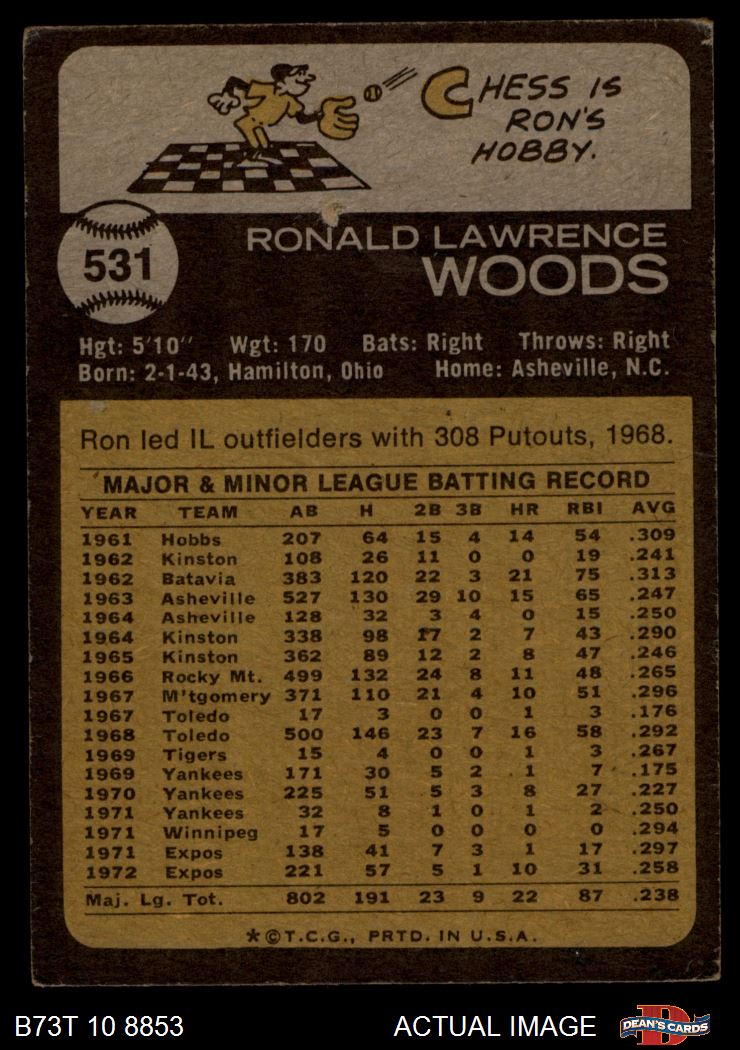 CHESS IS
RON'S
HOBBY.
531
RONALD LAWRENCE
WOODS
Hgt: 5'10" Wgt: 170 Bats: Right Throws: Right
Born: 2-1-43, Hamilton, Ohio Home: Asheville, N.C.
Ron led IL outfielders with 308 Putouts, 1968.
MAJOR & MINOR LEAGUE BATTING RECORD
YEAR TEAM AB H 2B 3B HR RBI AVG
1961 Hobbs 207 64 15 4 14 54 .309
1962 Kinston 108 26 11 0 0 19 .241
1962 Batavia 383 120 22 3 21 75 .313
1963 Asheville 527 130 29 10 15 65 .247
1964 Asheville 128 32 3 4 0 15 .250
1964 Kinston 338 98 17 2 7 43 .290
1965 Kinston 362 89 12 2 8 47 .246
1966 Rocky Mt. 499 132 24 8 11 48 .265
1967 M'tgomery 371 110 21 4 10 51 .296
1967 Toledo 17 3 0 0 1 3 .176
1968 Toledo 500 146 23 7 16 58 .292
1969 Tigers 15 4 0 0 1 3 .267
1969 Yankees 171 30 5 2 1 7 .175
1970 Yankees 225 51 5 3 8 27 .227
1971 Yankees 32 8 1 0 1 2 .250
1971 Winnipeg 17 5 0 0 0 0 .294
1971 Expos 138 41 7 3 1 17 .297
1972 Expos 221 57 5 1 10 31 .258
Maj. Lg. Tot. 802 191 23 9 22 87 .238
*©T.C.G., PRTD. IN U.S.A.
B73T 10 8853 ACTUAL IMAGE
D
DEAN'S CARDS